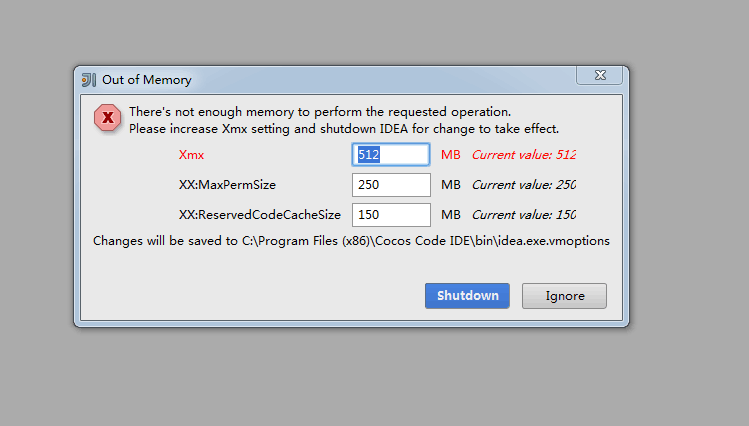 Out of Memory
There's not enough memory to perform the requested operation.
Please increase Xmx setting and shutdown IDEA for change to take effect.
Xmx 512 MB Current value: 512
XX:MaxPermSize 250 MB Current value: 250
XX:ReservedCodeCacheSize 150 MB Current value: 150
Changes will be saved to C:\Program Files (x86)\Cocos Code IDE\bin\idea.exe.vmoptions
Shutdown Ignore